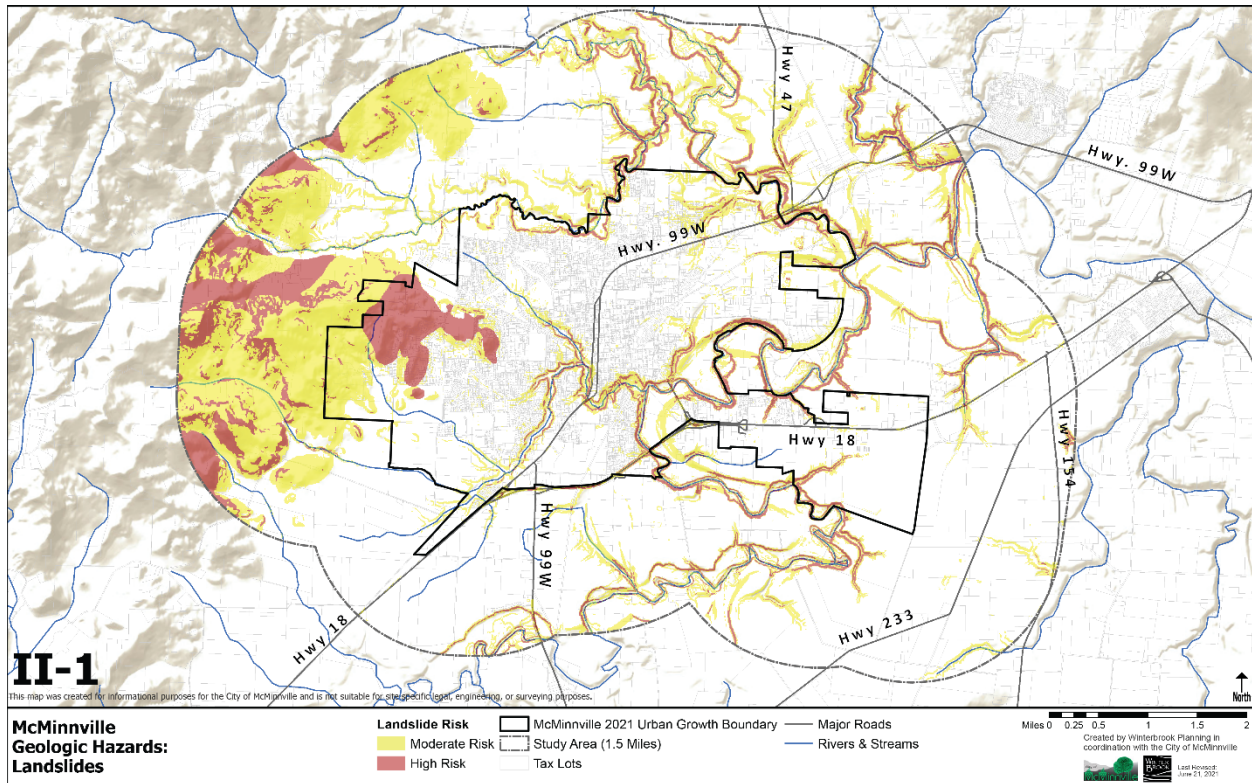 Hwy 47
Hwy. 99W
Hwy. 99W
Hwy 18
Hwy 154
Hwy 99W
Hwy 233
Hwy 18
II-1
This map was created for informational purposes for the City of McMinnville and is not suitable for site specific legal, engineering, or surveying purposes.
North
McMinnville
Geologic Hazards:
Landslides
Landslide Risk
Moderate Risk
High Risk
McMinnville 2021 Urban Growth Boundary
Study Area (1.5 Miles)
Tax Lots
Major Roads
Rivers & Streams
Miles 0 0.25 0.5 1 1.5 2
Created by Winterbrook Planning in
coordination with the City of McMinnville
McMinnville
WINTER
BROOK
Last Revised:
June 21, 2021